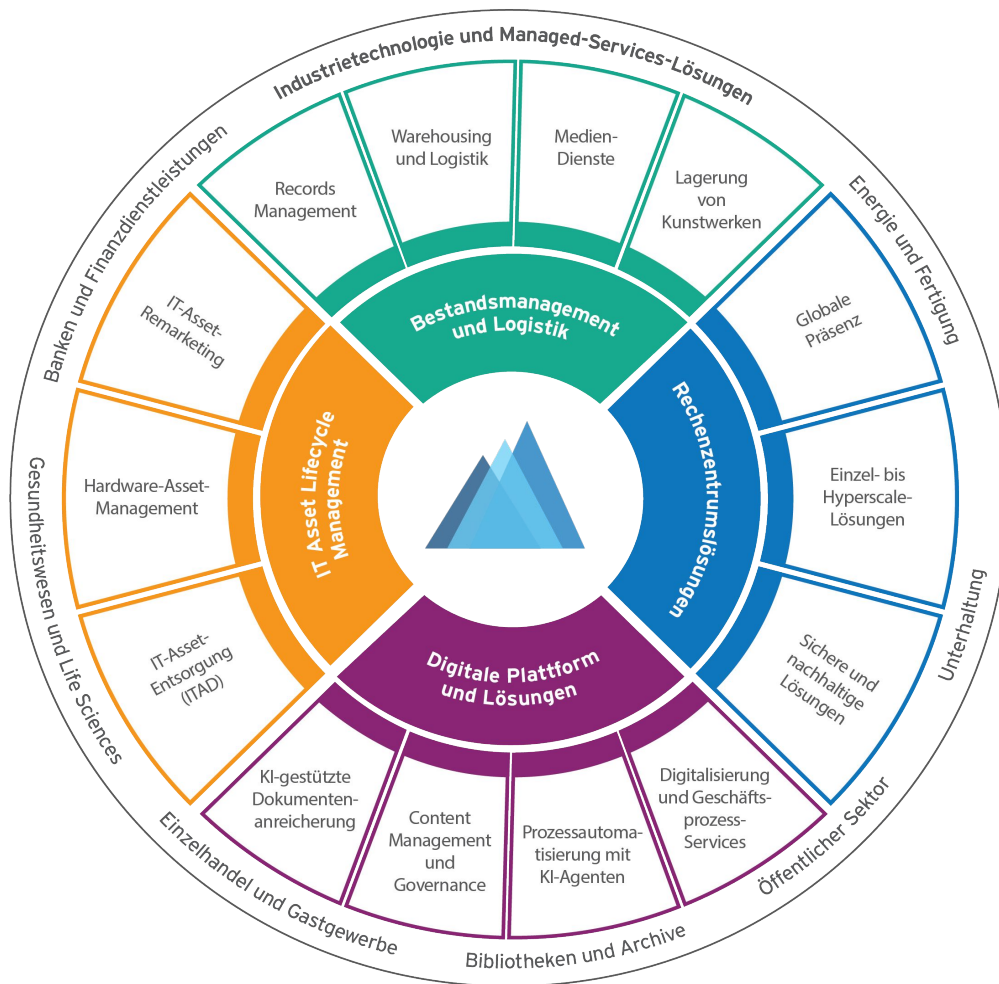 Industrietechnologie und Managed-Services-Lösungen
Energie und Fertigung
Unterhaltung
Öffentlicher Sektor
Bibliotheken und Archive
Einzelhandel und Gastgewerbe
Gesundheitswesen und Life Sciences
Banken und Finanzdienstleistungen
Bestandsmanagement
und Logistik
Records
Management
Warehousing
und Logistik
Medien-
Dienste
Lagerung
von
Kunstwerken
Rechenzentrumslösungen
Globale
Präsenz
Einzel- bis
Hyperscale-
Lösungen
Sichere und
nachhaltige
Lösungen
Digitale Plattform
und Lösungen
Digitalisierung
und Geschäfts-
prozess-
Services
Prozessautoma-
tisierung mit
KI-Agenten
Content
Management
und
Governance
KI-gestützte
Dokumenten-
anreicherung
IT Asset Lifecycle
Management
IT-Asset-
Entsorgung
(ITAD)
Hardware-Asset-
Management
IT-Asset-
Remarketing